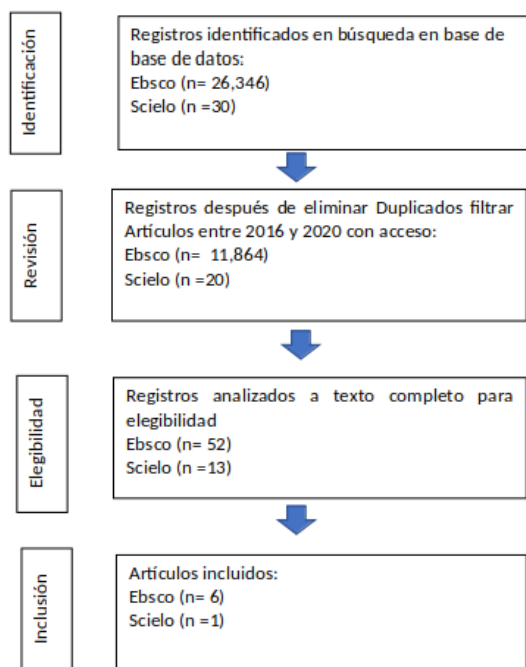 Identificación
Registros identificados en búsqueda en base de
base de datos:
Ebsco (n= 26,346)
Scielo (n =30)
Revisión
Registros después de eliminar Duplicados filtrar
Artículos entre 2016 y 2020 con acceso:
Ebsco (n=  11,864)
Scielo (n =20)
Elegibilidad
Registros analizados a texto completo para
elegibilidad
Ebsco (n= 52)
Scielo (n =13)
Inclusión
Artículos incluidos:
Ebsco (n= 6)
Scielo (n =1)